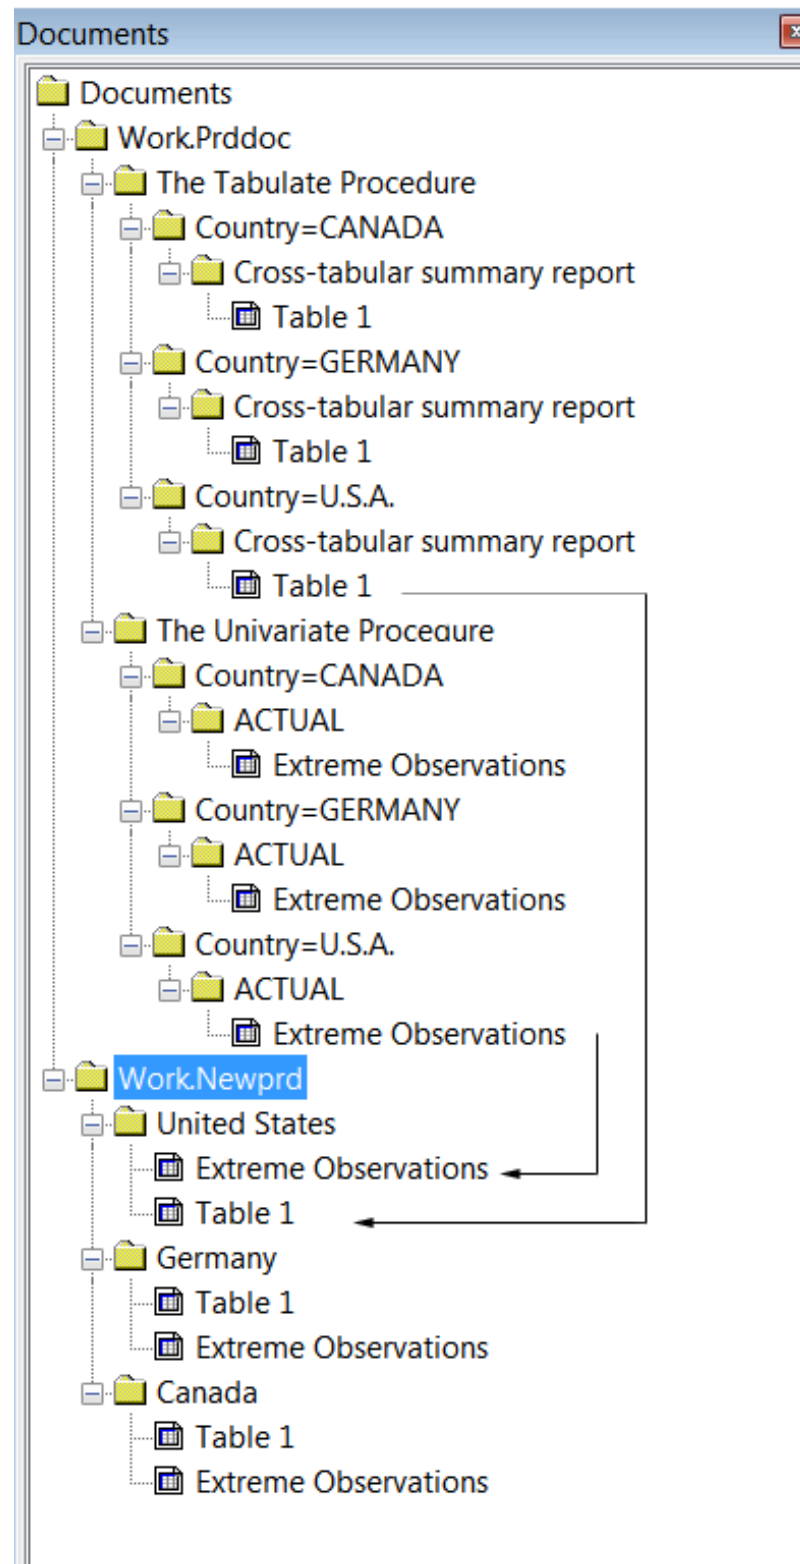 Documents
Documents
Work.Prddoc
The Tabulate Procedure
Country=CANADA
Cross-tabular summary report
Table 1
Country=GERMANY
Cross-tabular summary report
Table 1
Country=U.S.A.
Cross-tabular summary report
Table 1
The Univariate Procedure
Country=CANADA
ACTUAL
Extreme Observations
Country=GERMANY
ACTUAL
Extreme Observations
Country=U.S.A.
ACTUAL
Extreme Observations
Work.Newprd
United States
Extreme Observations
Table 1
Germany
Table 1
Extreme Observations
Canada
Table 1
Extreme Observations